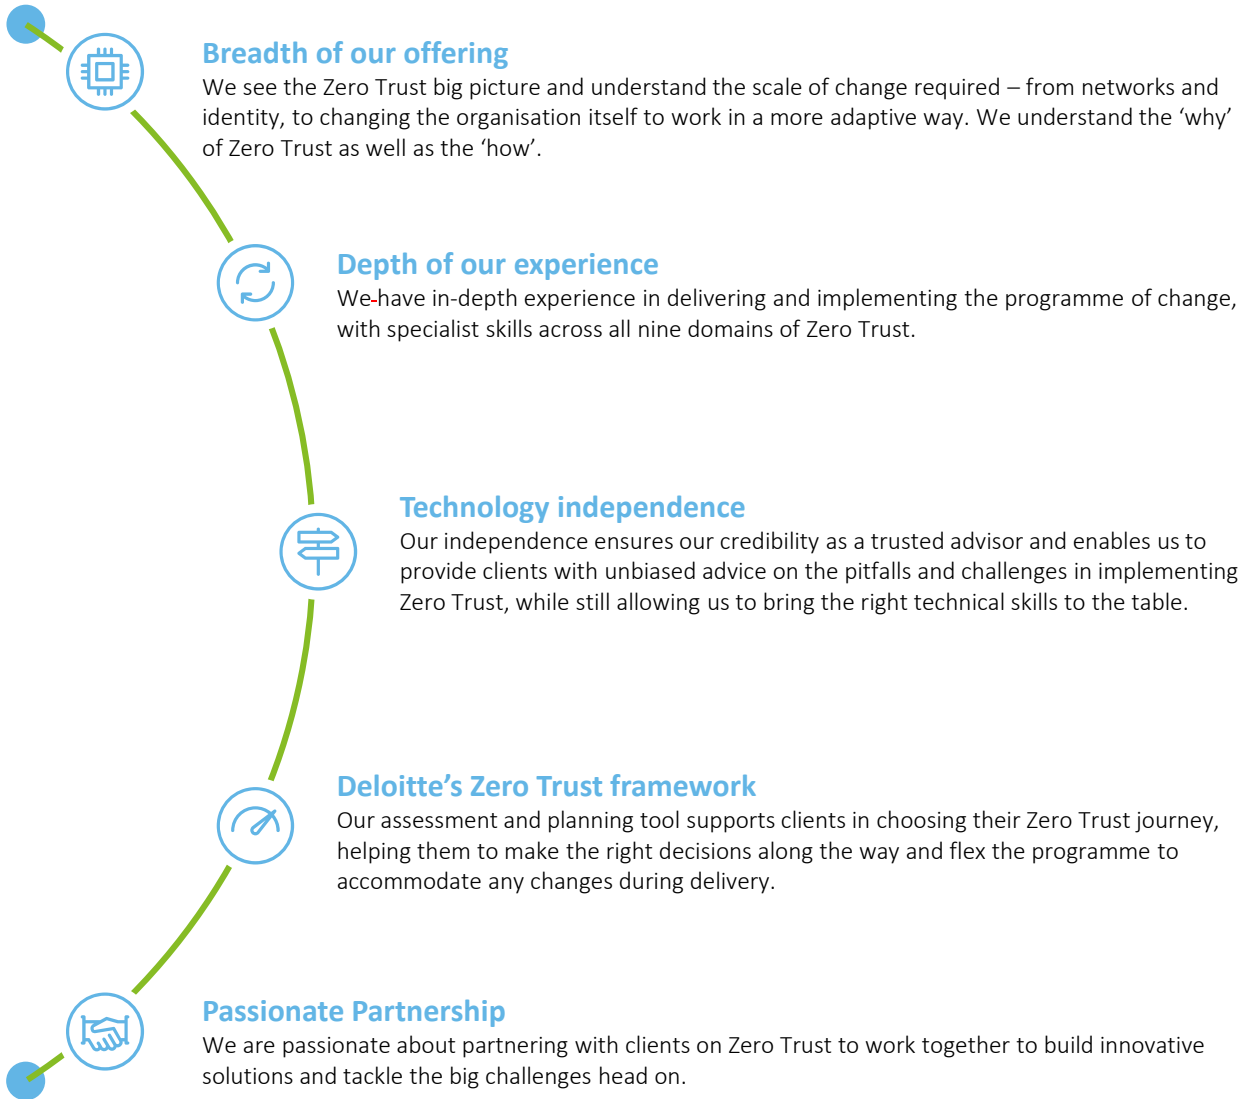 Breadth of our offering
We see the Zero Trust big picture and understand the scale of change required – from networks and
identity, to changing the organisation itself to work in a more adaptive way. We understand the ‘why’
of Zero Trust as well as the ‘how’.
Depth of our experience
We-have in-depth experience in delivering and implementing the programme of change,
with specialist skills across all nine domains of Zero Trust.
Technology independence
Our independence ensures our credibility as a trusted advisor and enables us to
provide clients with unbiased advice on the pitfalls and challenges in implementing
Zero Trust, while still allowing us to bring the right technical skills to the table.
Deloitte’s Zero Trust framework
Our assessment and planning tool supports clients in choosing their Zero Trust journey,
helping them to make the right decisions along the way and flex the programme to
accommodate any changes during delivery.
Passionate Partnership
We are passionate about partnering with clients on Zero Trust to work together to build innovative
solutions and tackle the big challenges head on.